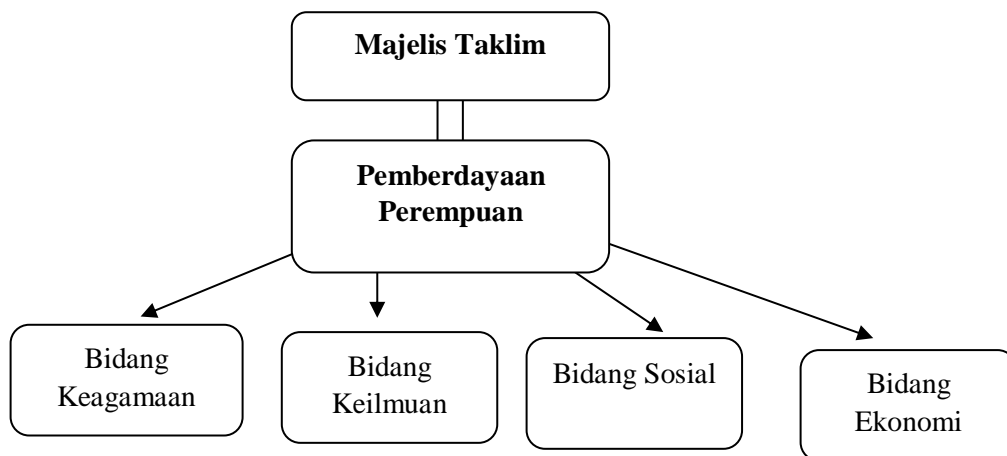 Majelis Taklim
Pemberdayaan
Perempuan
Bidang
Keagamaan
Bidang
Keilmuan
Bidang Sosial
Bidang
Ekonomi